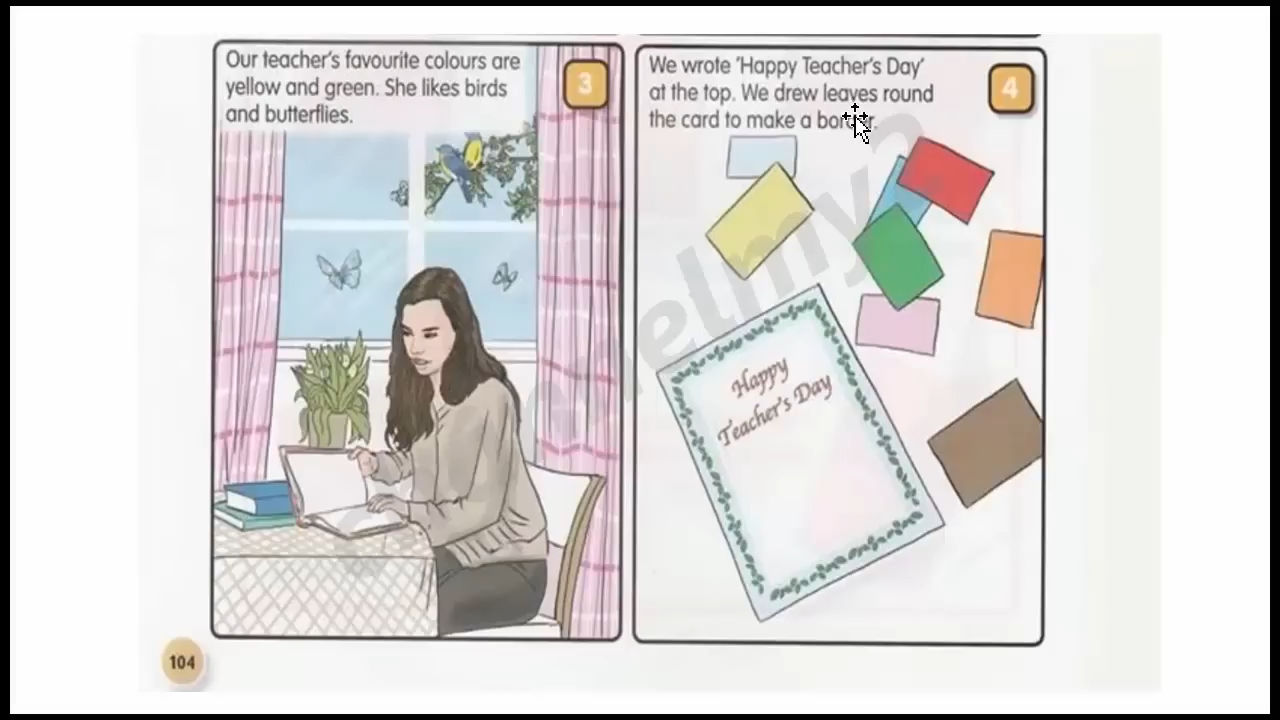 Our teacher's favourite colours are
yellow and green. She likes birds
and butterflies.
3
We wrote 'Happy Teacher's Day'
at the top. We drew leaves round
the card to make a border.
4
Happy
Teacher's Day
104